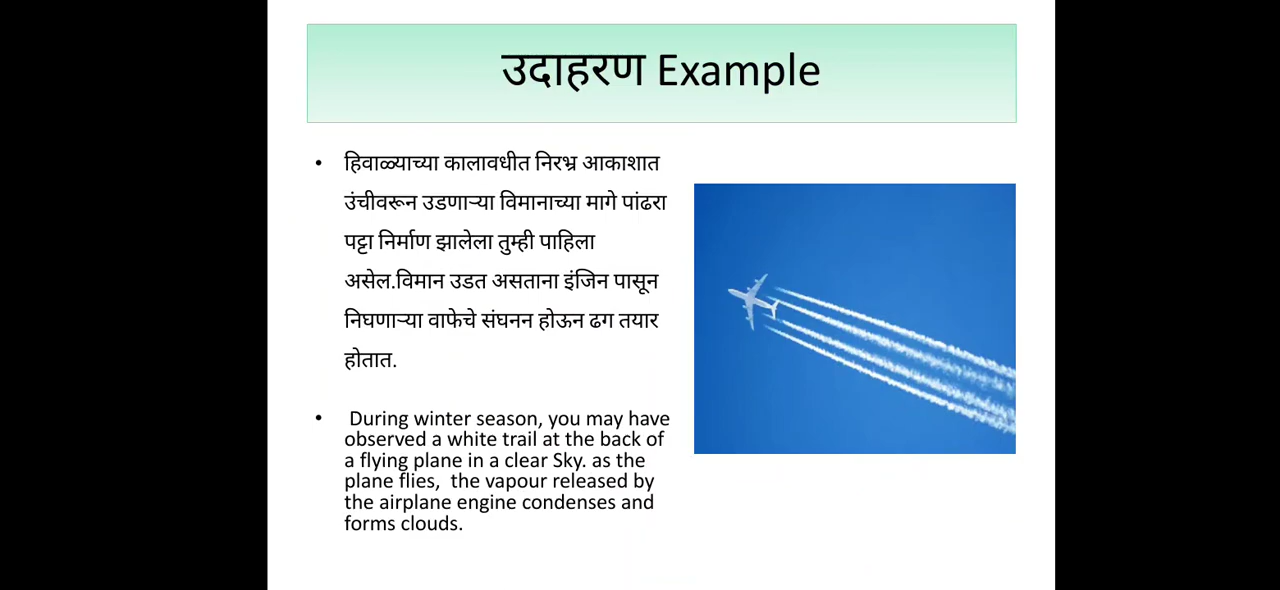 उदाहरण Example
• हिवाळ्याच्या कालावधीत निरभ्र आकाशात
उंचीवरून उडणाऱ्या विमानाच्या मागे पांढरा
पट्टा निर्माण झालेला तुम्ही पाहिला
असेल.विमान उडत असताना इंजिन पासून
निघणाऱ्या वाफेचे संघनन होऊन ढग तयार
होतात.
• During winter season, you may have
observed a white trail at the back of
a flying plane in a clear Sky. as the
plane flies, the vapour released by
the airplane engine condenses and
forms clouds.